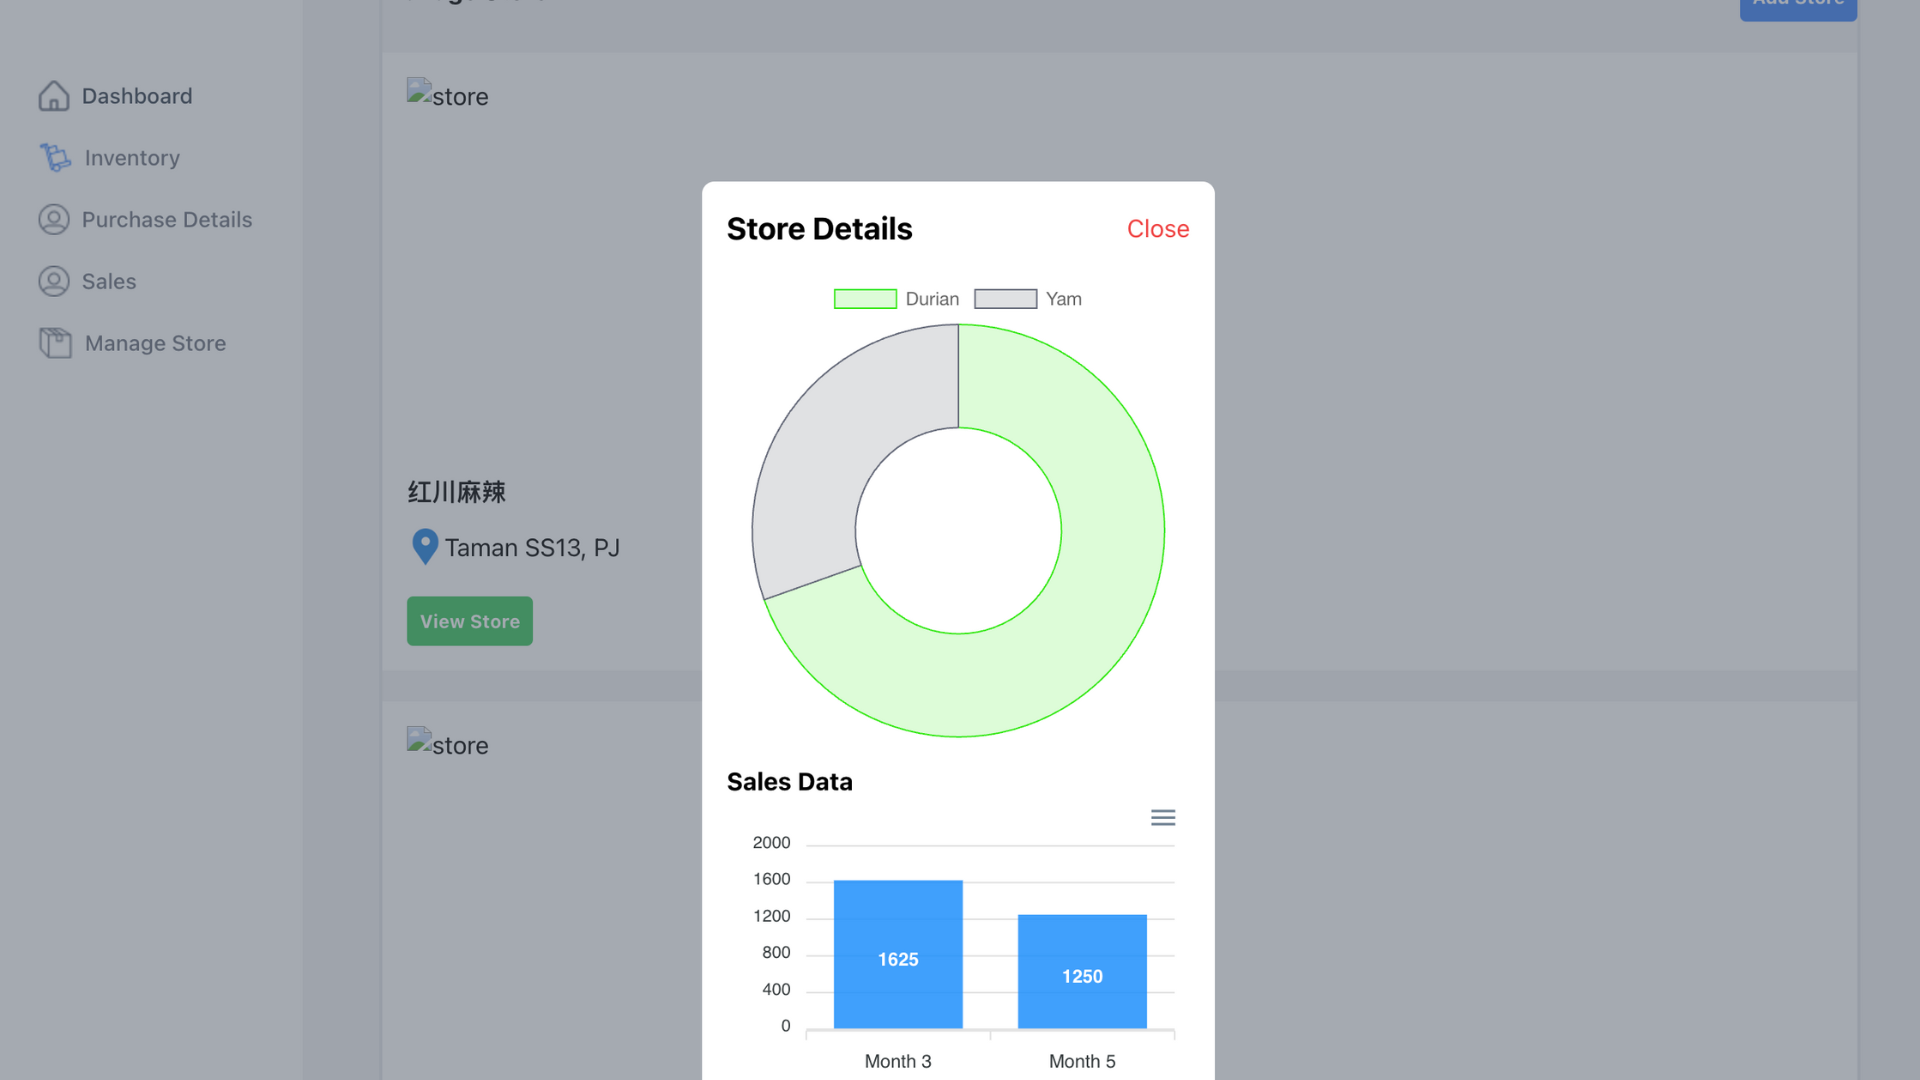 Dashboard
Inventory
Purchase Details
Sales
Manage Store
Add Store
store
红川麻辣
Taman SS13, PJ
View Store
store
Store Details
Close
Durian
Yam
Sales Data
2000
1600
1200
800
400
0
1625
1250
Month 3
Month 5